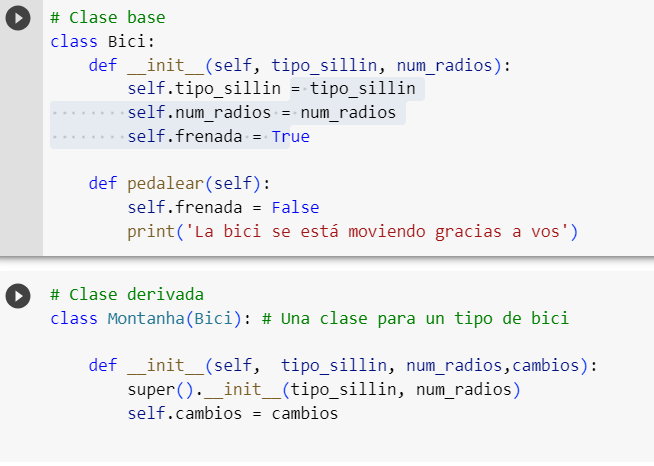 # Clase base
class Bici:
    def __init__(self, tipo_sillin, num_radios):
        self.tipo_sillin = tipo_sillin
        self.num_radios = num_radios
        self.frenada = True
    def pedalear(self):
        self.frenada = False
        print('La bici se está moviendo gracias a vos')
# Clase derivada
class Montanha(Bici): # Una clase para un tipo de bici
    def __init__(self,  tipo_sillin, num_radios,cambios):
        super().__init__(tipo_sillin, num_radios)
        self.cambios = cambios